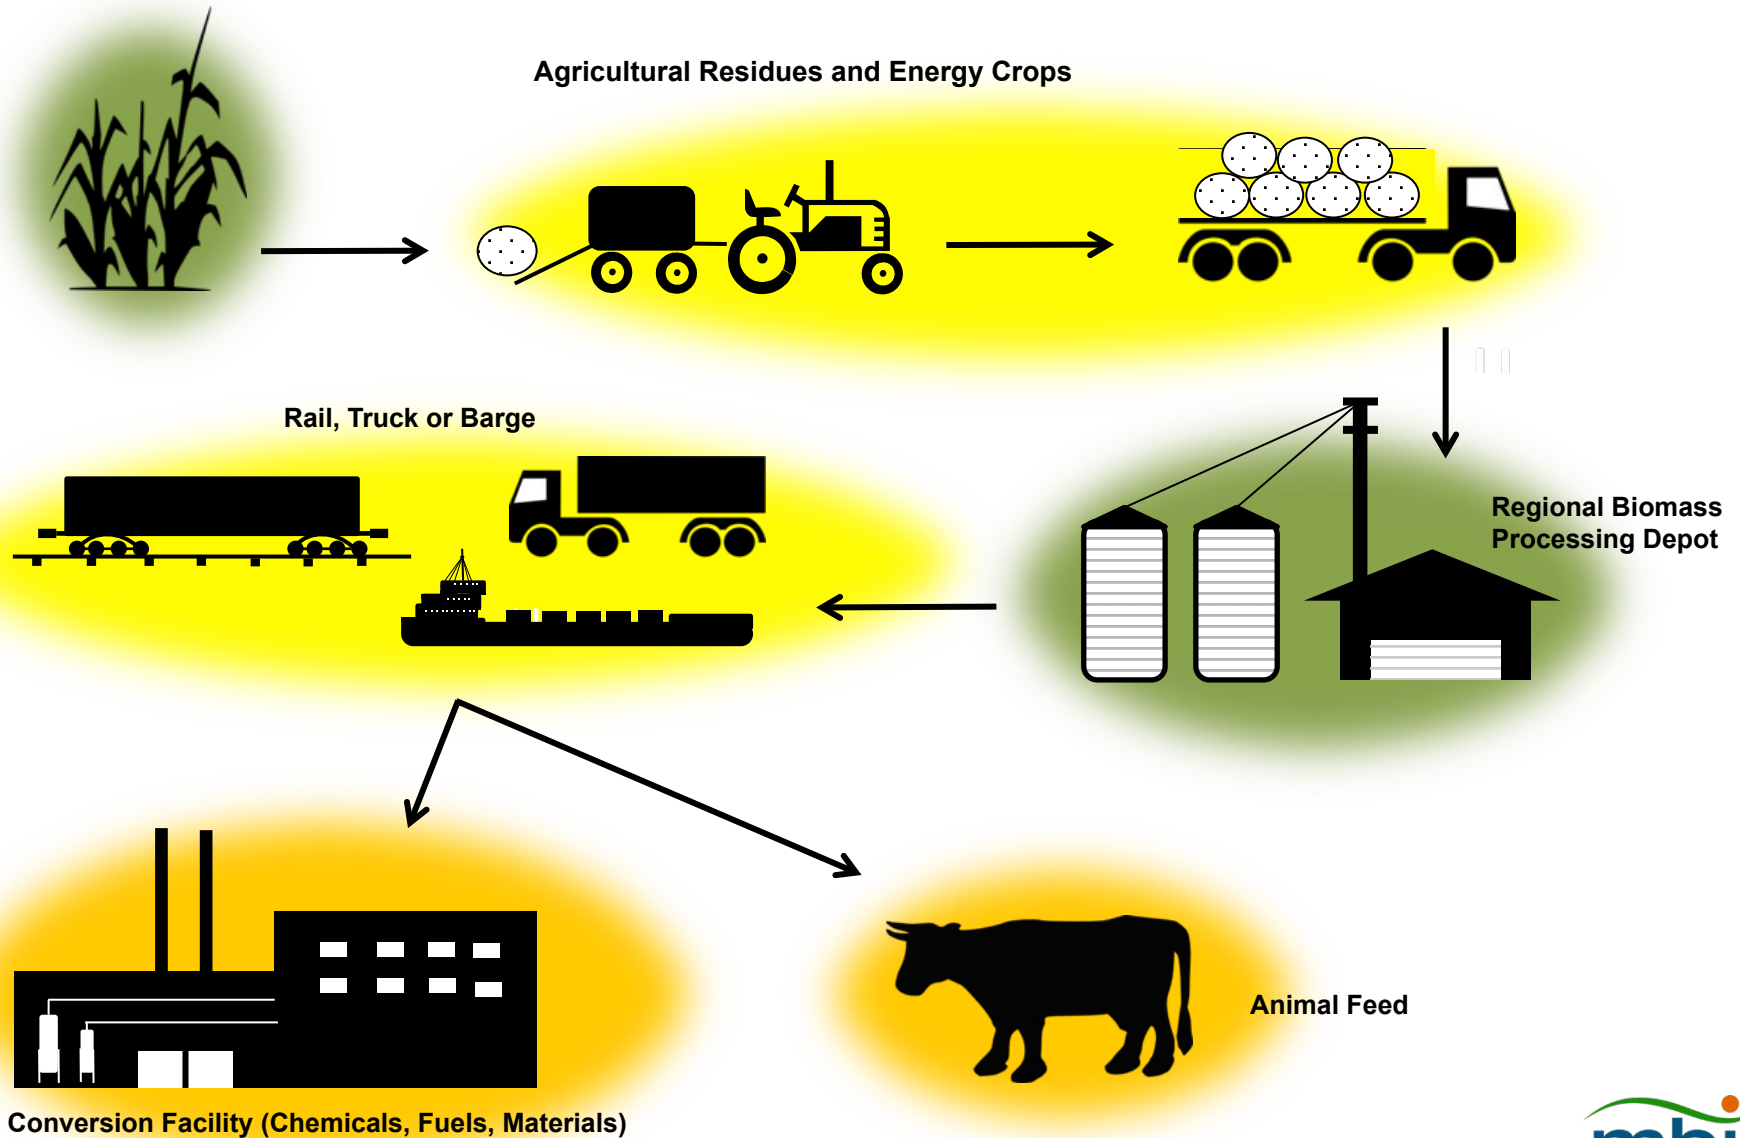 Agricultural Residues and Energy Crops
Rail, Truck or Barge
Regional Biomass
Processing Depot
Animal Feed
Conversion Facility (Chemicals, Fuels, Materials)
mbi